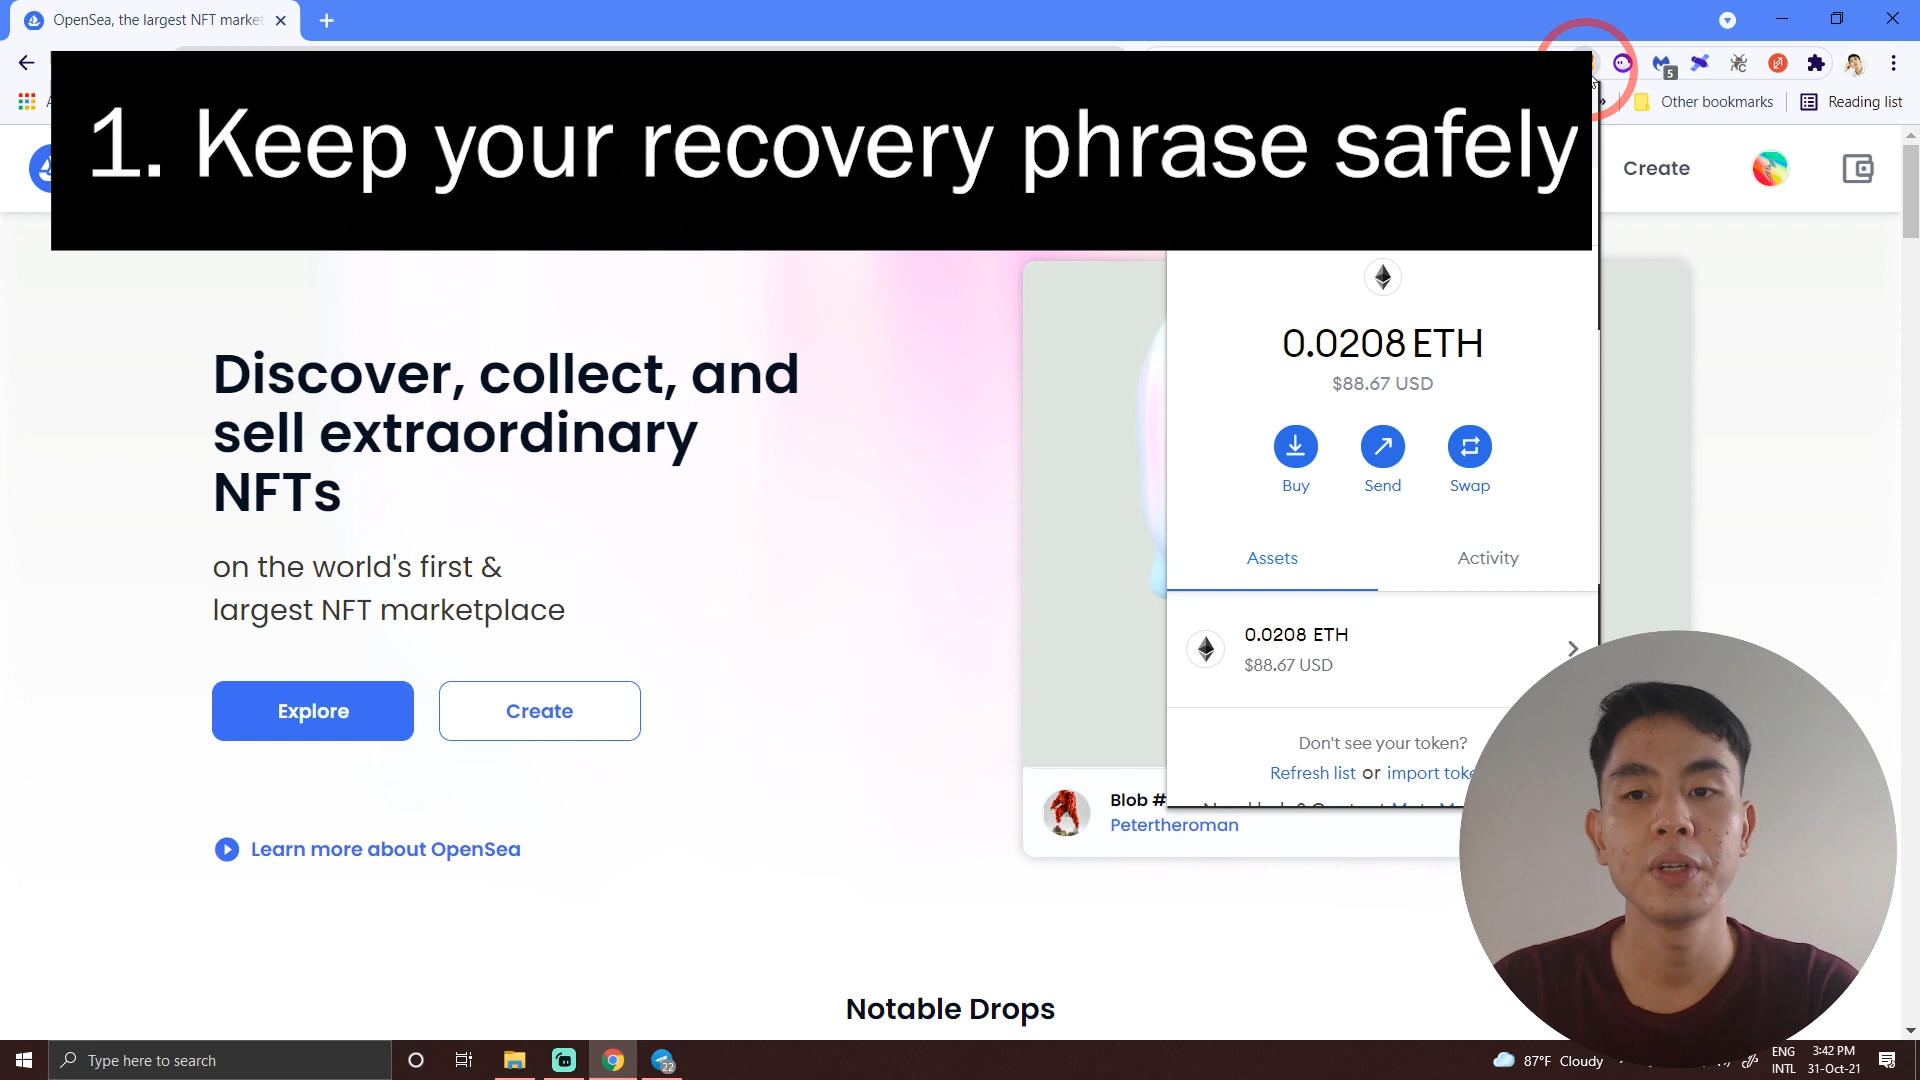 OpenSea, the largest NFT market
5
Other bookmarks
Reading list
1. Keep your recovery phrase safely
Create
0.0208 ETH
$88.67 USD
Buy
Send
Swap
Discover, collect, and
sell extraordinary
NFTs
on the world's first &
largest NFT marketplace
Explore
Create
Learn more about OpenSea
Assets
Activity
0.0208 ETH
$88.67 USD
Don't see your token?
Refresh list or import
Blob #
Petertheroman
Notable Drops
Type here to search
22
87°F Cloudy
ENG
INTL
3:42 PM
31-Oct-21